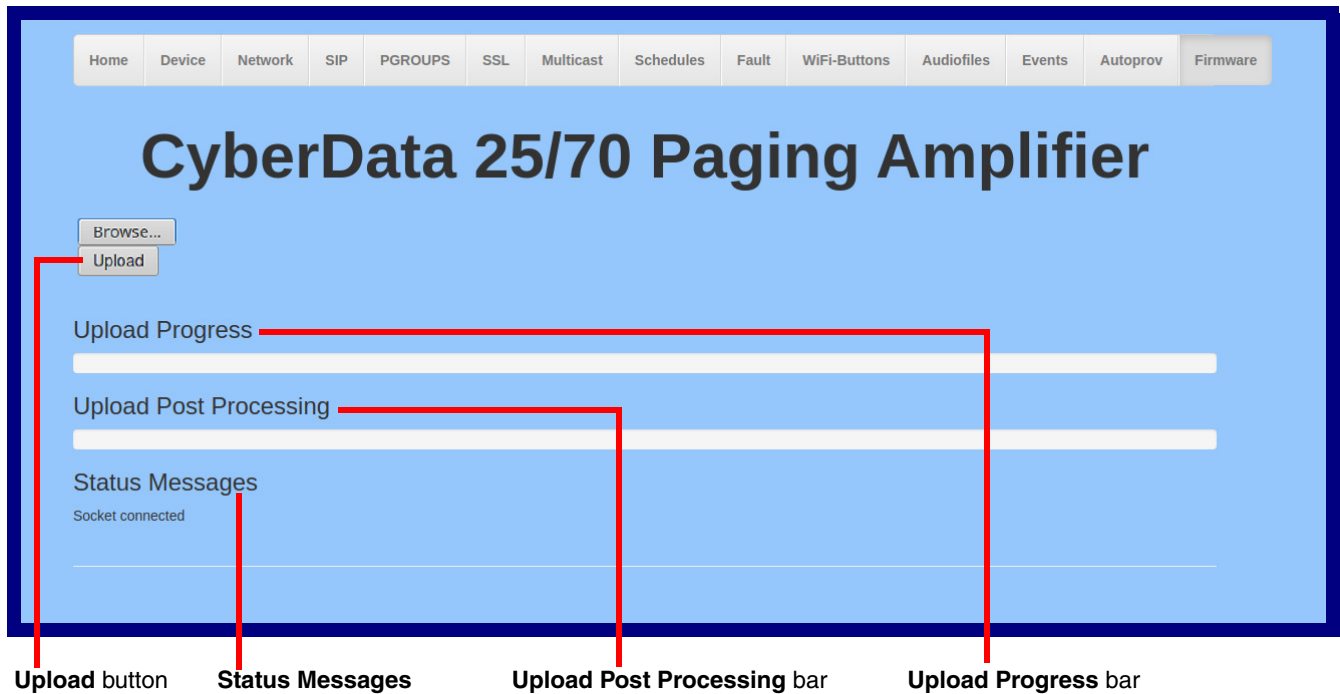 Home Device Network SIP PGROUPS SSL Multicast Schedules Fault WiFi-Buttons Audiofiles Events Autoprov Firmware
CyberData 25/70 Paging Amplifier
Browse...
Upload
Upload Progress
Upload Post Processing
Status Messages
Socket connected
Upload button Status Messages Upload Post Processing bar Upload Progress bar